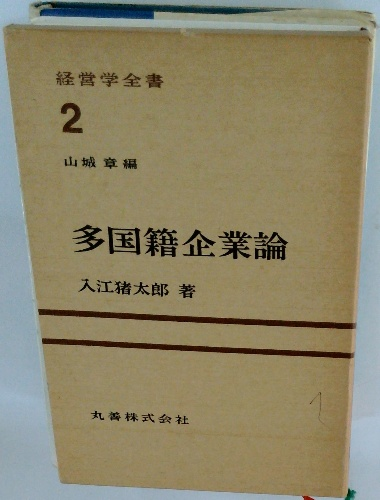 経営学全書
2
山城 章 編
多国籍企業論
入江猪太郎 著
丸善株式会社